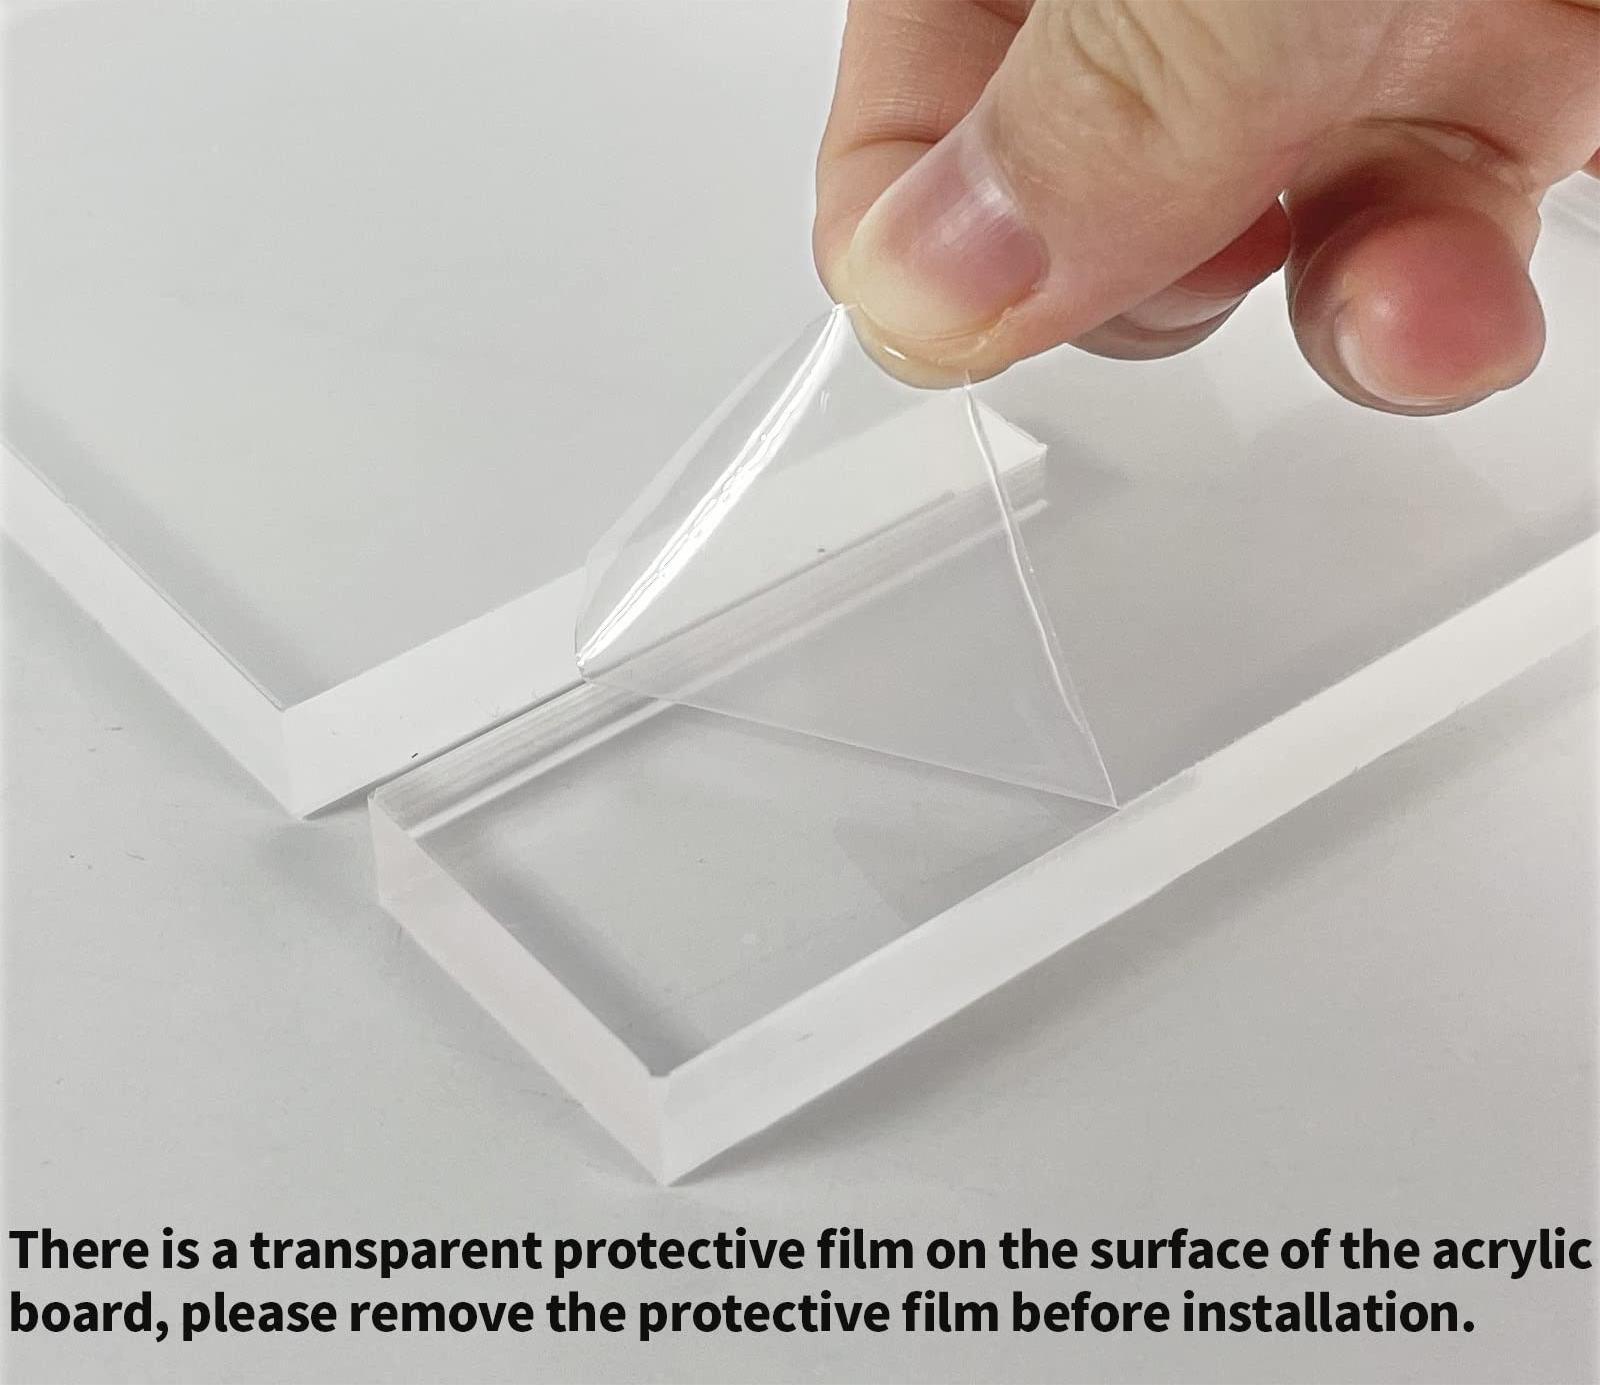 There is a transparent protective film on the surface of the acrylic
board, please remove the protective film before installation.